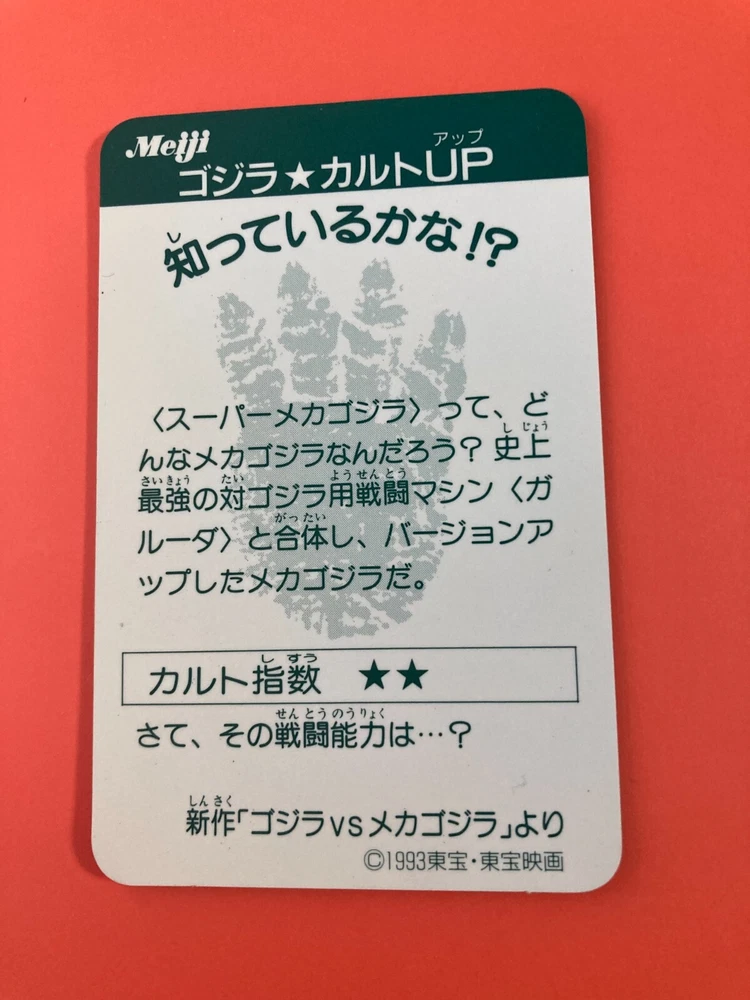 Meiji
アップ
ゴジラ★カルトUP
し
知っているかな!?
〈スーパーメカゴジラ〉って、ど
しじょう
んなメカゴジラなんだろう？史上
さいきょう たい ようせんとう
最強の対ゴジラ用戦闘マシン〈ガ
がったい
ルーダ〉と合体し、バージョンア
ップしたメカゴジラだ。
しすう
カルト指数 ★★
せんとうのうりょく
さて、その戦闘能力は…？
しんさく
新作「ゴジラvsメカゴジラ」より
©1993東宝・東宝映画